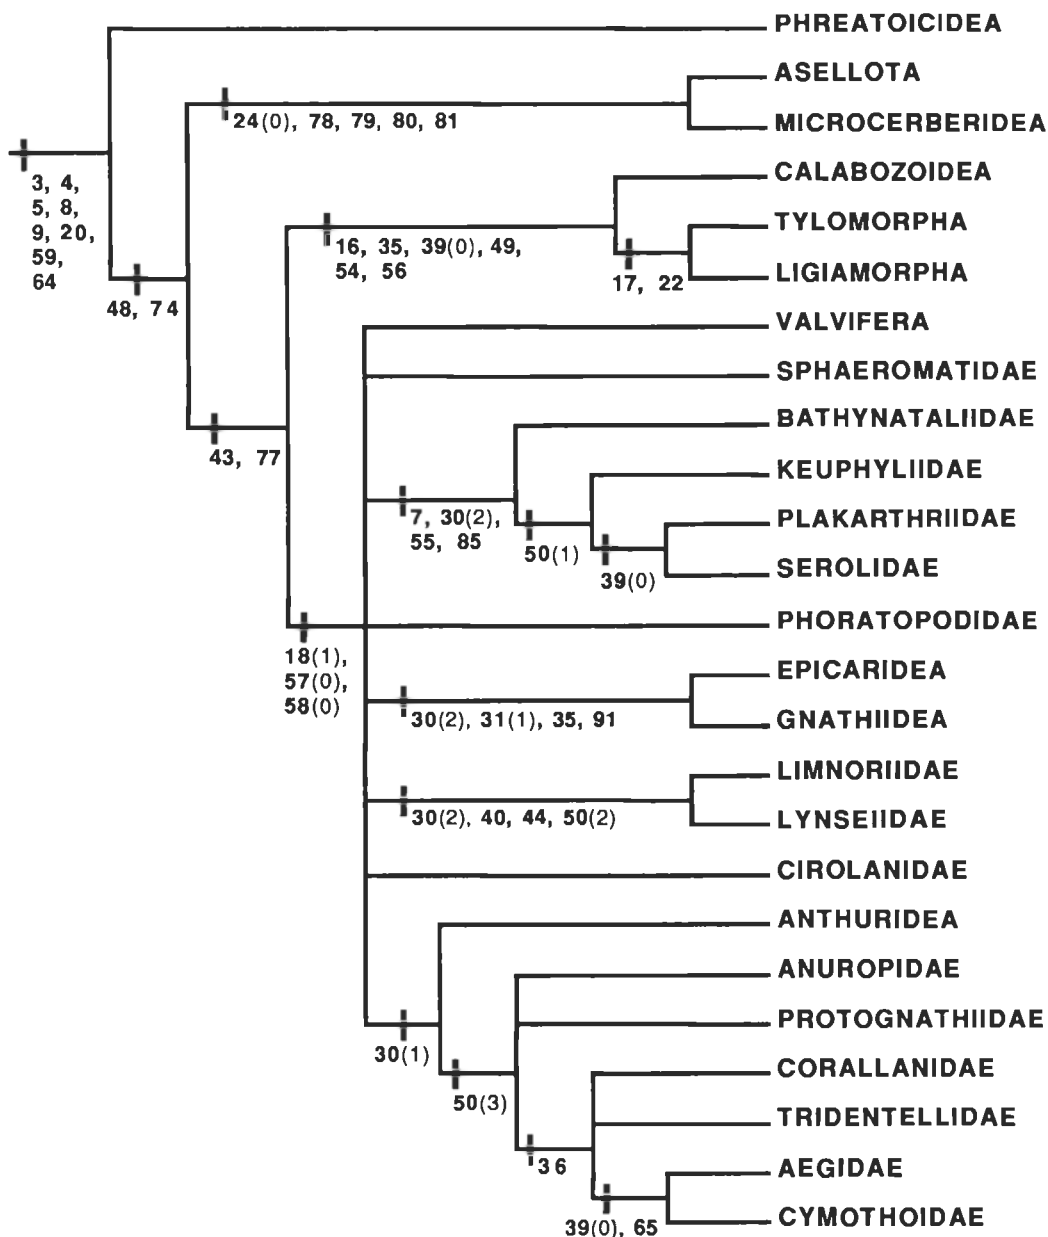 PHREATOICIDEA
ASELLOTA
24(0), 78, 79, 80, 81
MICROCERBERIDEA
3, 4,
5, 8,
9, 20,
59,
64
CALABOZOIDEA
TYLOMORPHA
16, 35, 39(0), 49,
54, 56
LIGIAMORPHA
17, 22
48, 74
VALVIFERA
SPHAEROMATIDAE
BATHYNATALIIDAE
43, 77
KEUPHYLIIDAE
7, 30(2),
55, 85
PLAKARTHRIIDAE
50(1)
SEROLIDAE
39(0)
PHORATOPODIDAE
18(1),
57(0),
58(0)
EPICARIDEA
30(2), 31(1), 35, 91
GNATHIIDEA
LIMNORIIDAE
30(2), 40, 44, 50(2)
LYNSEIIDAE
CIROLANIDAE
ANTHURIDEA
ANUROPIDAE
PROTOGNATHIIDAE
30(1)
CORALLANIDAE
50(3)
TRIDENTELLIDAE
36
AEGIDAE
39(0), 65
CYMOTHOIDAE